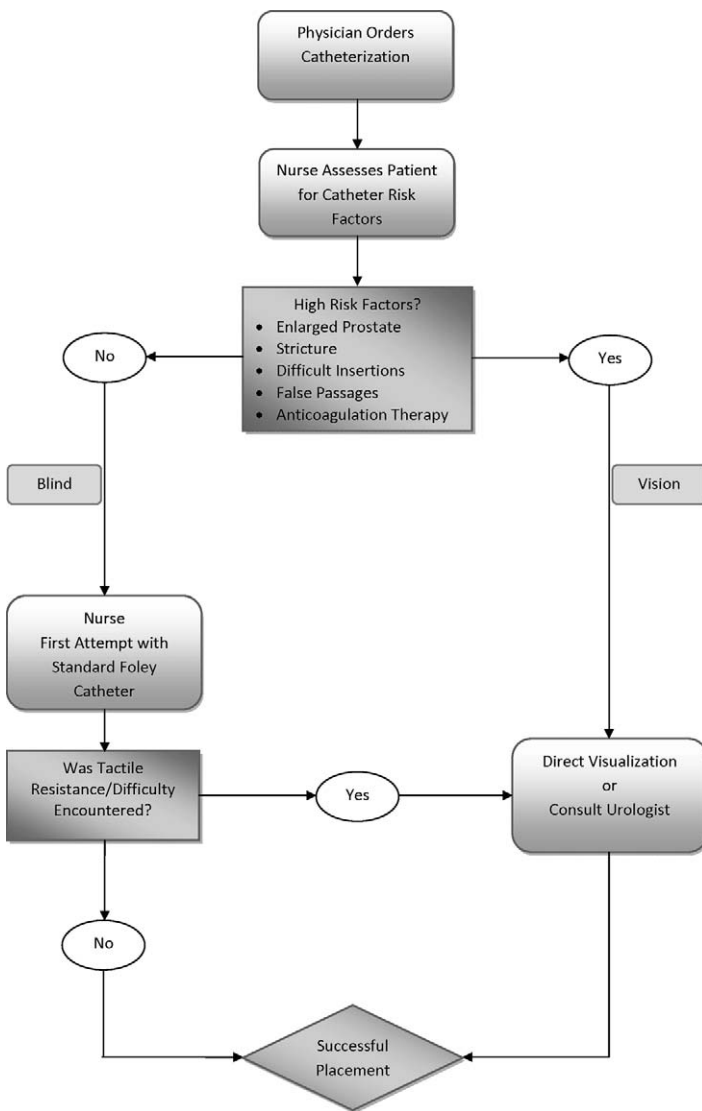 Physician Orders
Catheterization
Nurse Assesses Patient
for Catheter Risk
Factors
High Risk Factors?
• Enlarged Prostate
• Stricture
• Difficult Insertions
• False Passages
• Anticoagulation Therapy
No
Yes
Blind
Vision
Nurse
First Attempt with
Standard Foley
Catheter
Was Tactile
Resistance/Difficulty
Encountered?
Yes
Direct Visualization
or
Consult Urologist
No
Successful
Placement